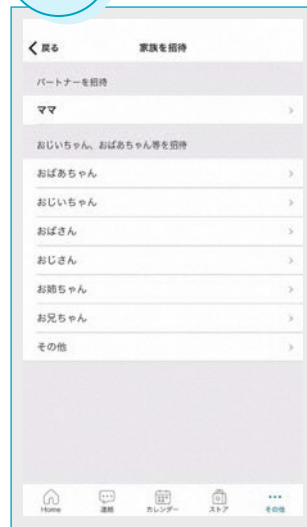 戻る 家族を招待
パートナーを招待
ママ
おじいちゃん、おばあちゃん等を招待
おばあちゃん
おじいちゃん
おばさん
おじさん
お姉ちゃん
お兄ちゃん
その他
Home 連絡 カレンダー ストア その他